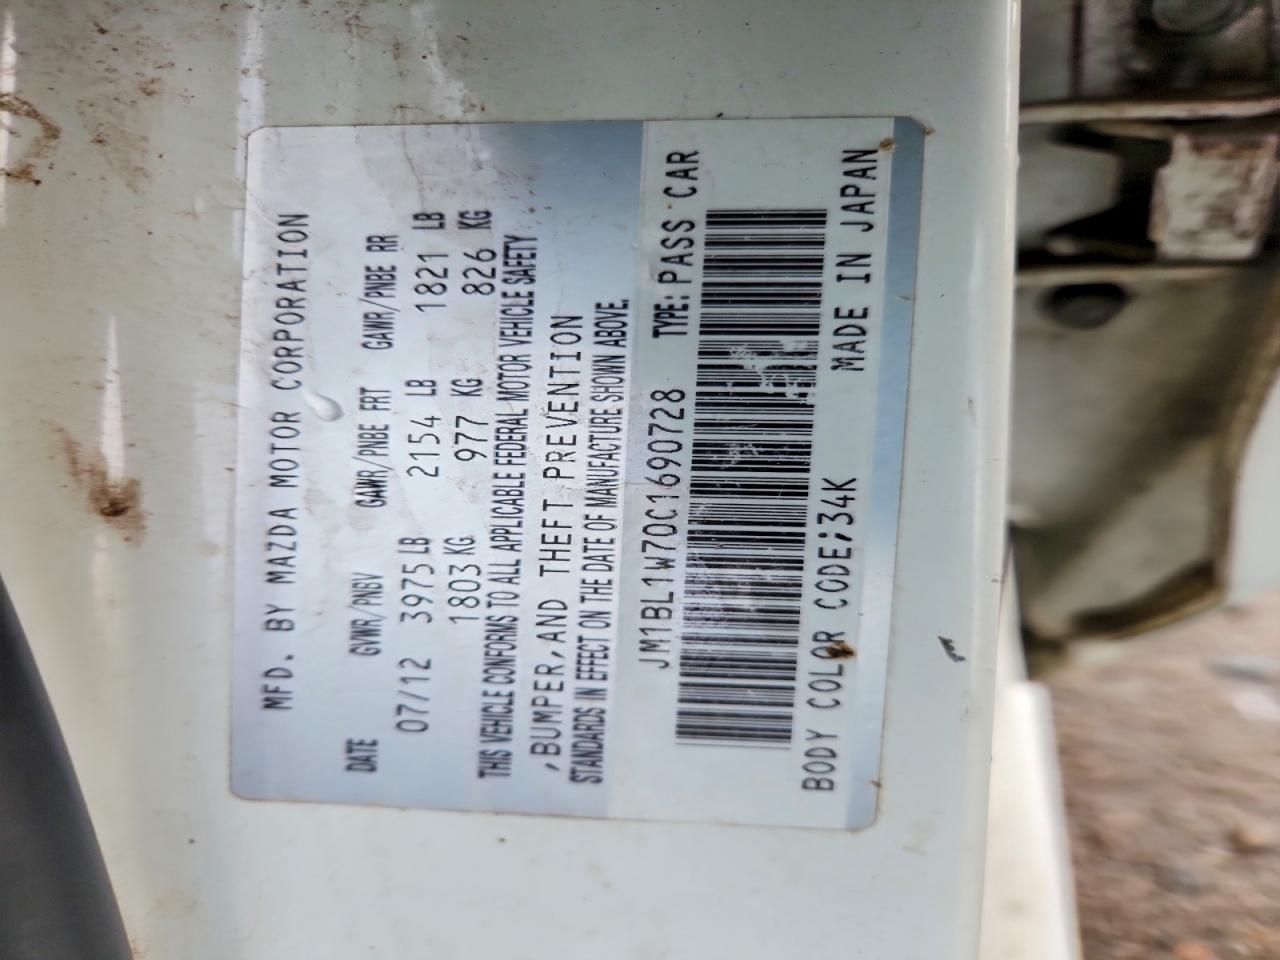 MFD. BY MAZDA MOTOR CORPORATION
DATE GVWR/PNBV GAWR/PNBE FRT GAWR/PNBE RR
07/12 3975 LB 2154 LB 1821 LB
1803 KG 977 KG 826 KG
THIS VEHICLE CONFORMS TO ALL APPLICABLE FEDERAL MOTOR VEHICLE SAFETY
,BUMPER,AND THEFT PREVENTION
STANDARDS IN EFFECT ON THE DATE OF MANUFACTURE SHOWN ABOVE.
JM1BL1W70C1690728 TYPE: PASS CAR
BODY COLOR CODE;34K MADE IN JAPAN